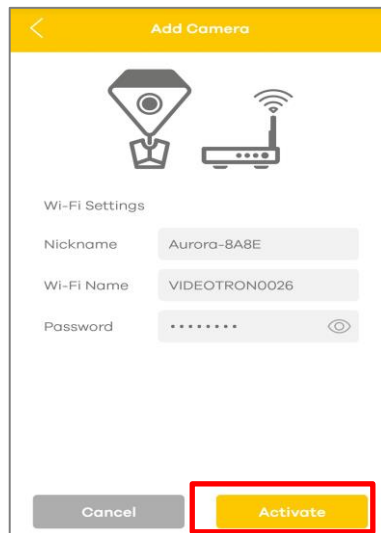 Add Camera
Wi-Fi Settings
Nickname Aurora-8A8E
Wi-Fi Name VIDEOTRON0026
Password ••••••••
Cancel Activate